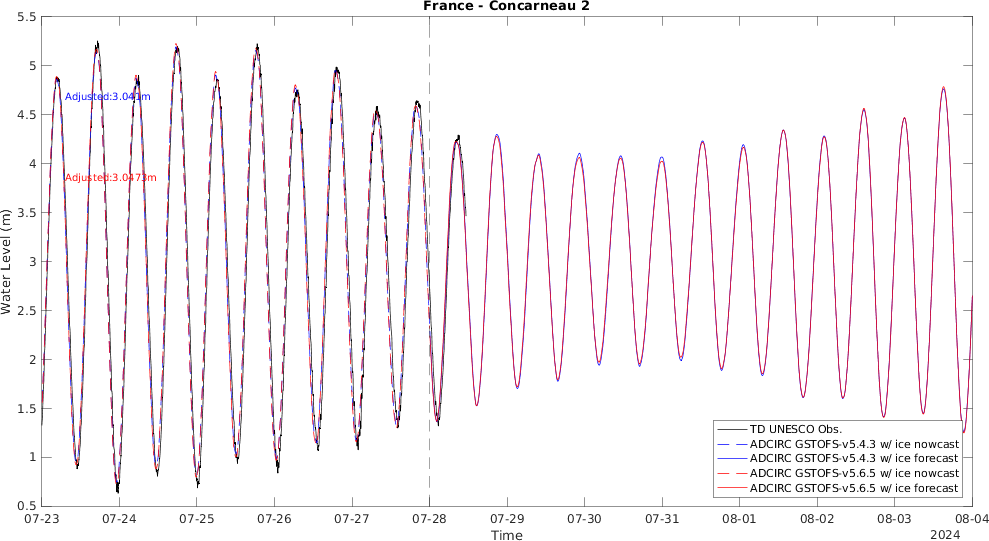 France - Concarneau 2
5.5
5
4.5
4
3.5
3
2.5
2
1.5
1
0.5
Water Level (m)
Adjusted:3.041m
Adjusted:3.0473m
TD UNESCO Obs.
ADCIRC GSTOFS-v5.4.3 w/ ice nowcast
ADCIRC GSTOFS-v5.4.3 w/ ice forecast
ADCIRC GSTOFS-v5.6.5 w/ ice nowcast
ADCIRC GSTOFS-v5.6.5 w/ ice forecast
07-23 07-24 07-25 07-26 07-27 07-28 07-29 07-30 07-31 08-01 08-02 08-03 08-04
Time
2024